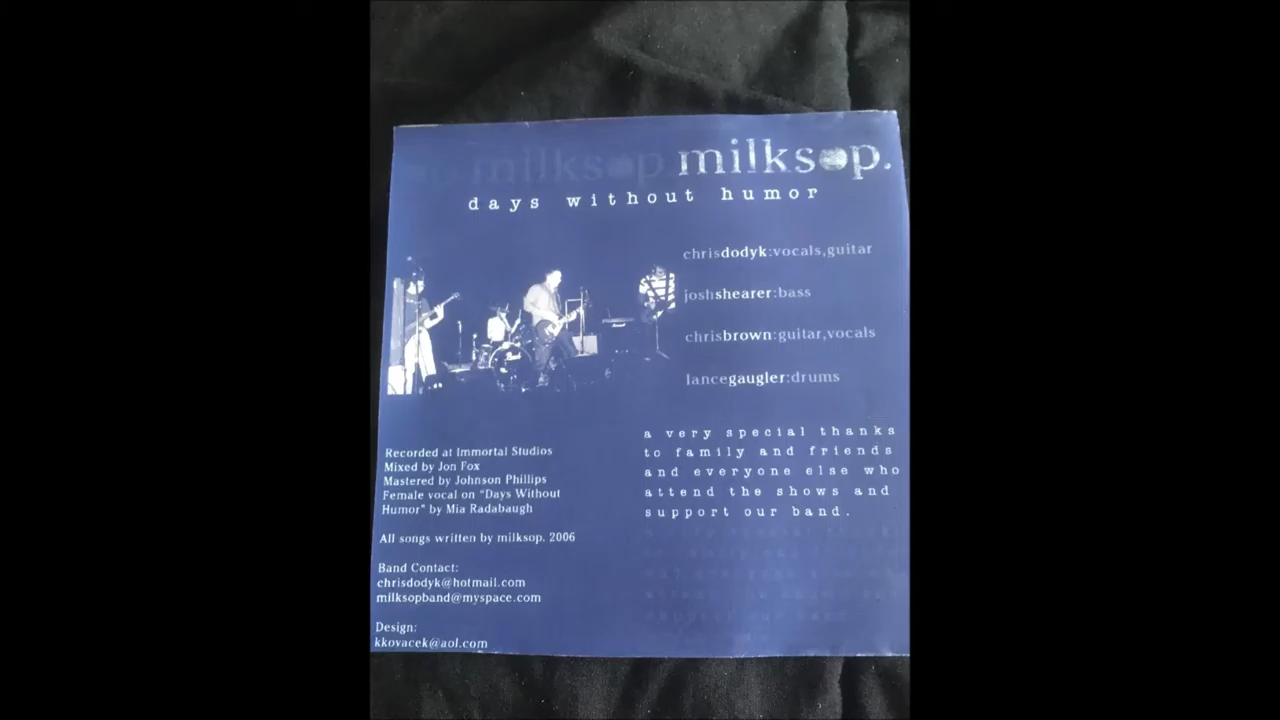 milksop.
days without humor
chrisdodyk:vocals,guitar
joshshearer:bass
chrisbrown:guitar,vocals
lancegaugler:drums
a very special thanks
to family and friends
and everyone else who
attend the shows and
support our band.
Recorded at Immortal Studios
Mixed by Jon Fox
Mastered by Johnson Phillips
Female vocal on "Days Without
Humor" by Mia Radabaugh
All songs written by milksop. 2006
Band Contact:
chrisdodyk@hotmail.com
milksopband@myspace.com
Design:
kkovacek@aol.com